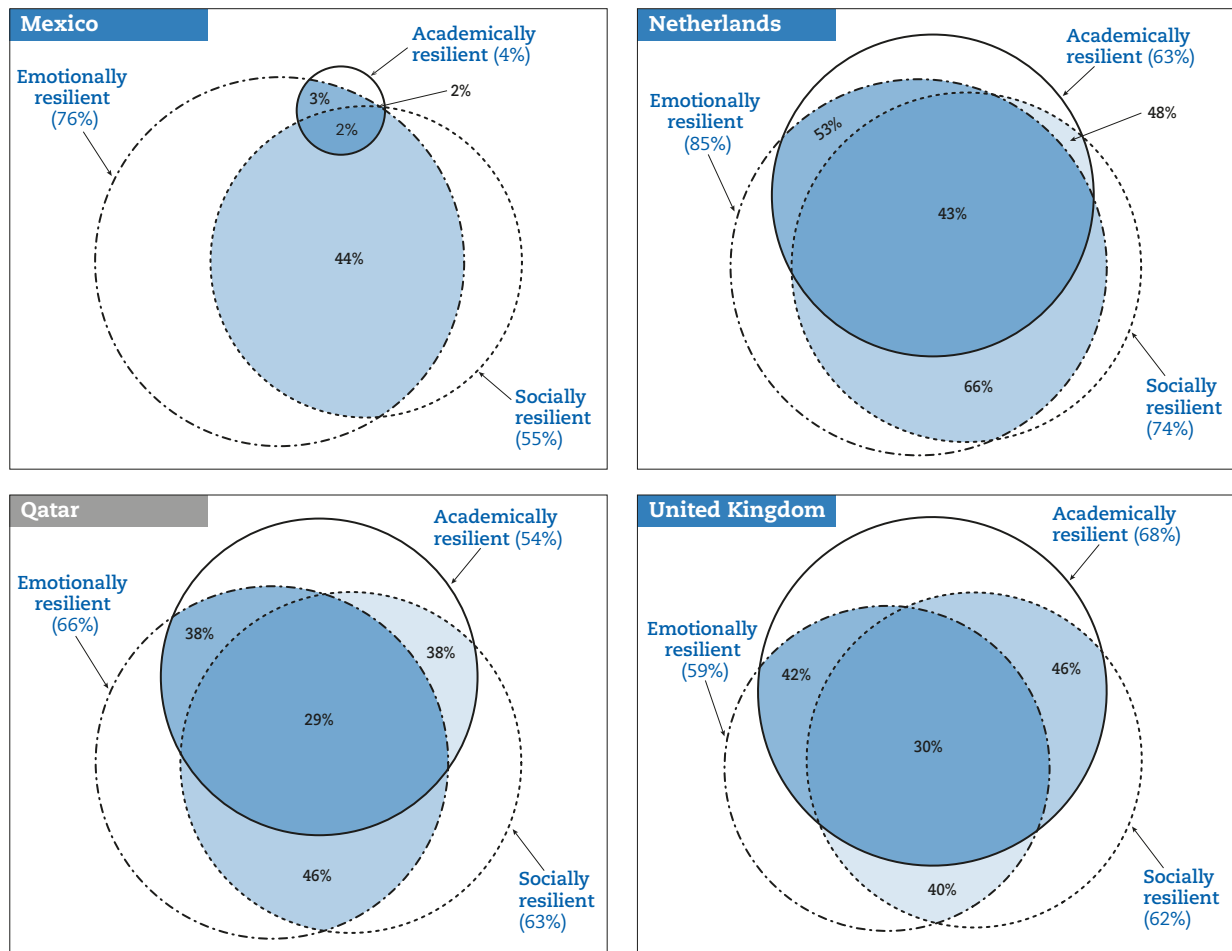 Mexico
Academically
resilient (4%)
Emotionally
resilient
(76%)
3%
2%
2%
44%
Socially
resilient
(55%)
Netherlands
Academically
resilient (63%)
Emotionally
resilient
(85%)
53%
48%
43%
66%
Socially
resilient
(74%)
Qatar
Academically
resilient (54%)
Emotionally
resilient
(66%)
38%
38%
29%
46%
Socially
resilient
(63%)
United Kingdom
Academically
resilient (68%)
Emotionally
resilient
(59%)
42%
46%
30%
40%
Socially
resilient
(62%)